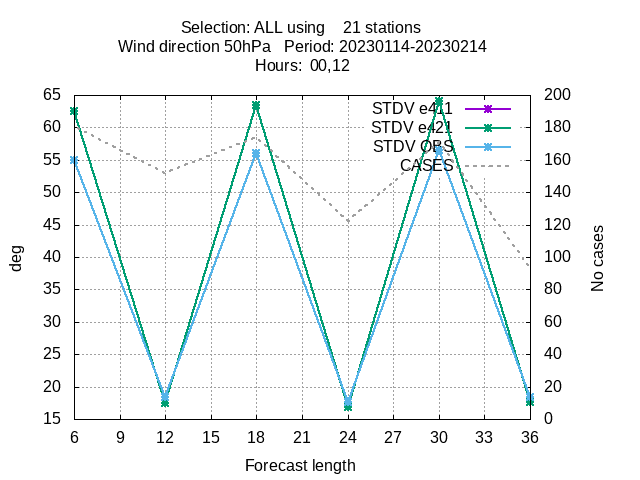 Selection: ALL using    21 stations
Wind direction 50hPa   Period: 20230114-20230214
Hours:  00,12
65 200
60 180
55 160
50 140
45 120
40 100
35 80
30 60
25 40
20 20
15 0
STDV e411
STDV e421
STDV OBS
CASES
deg
No cases
6 9 12 15 18 21 24 27 30 33 36
Forecast length